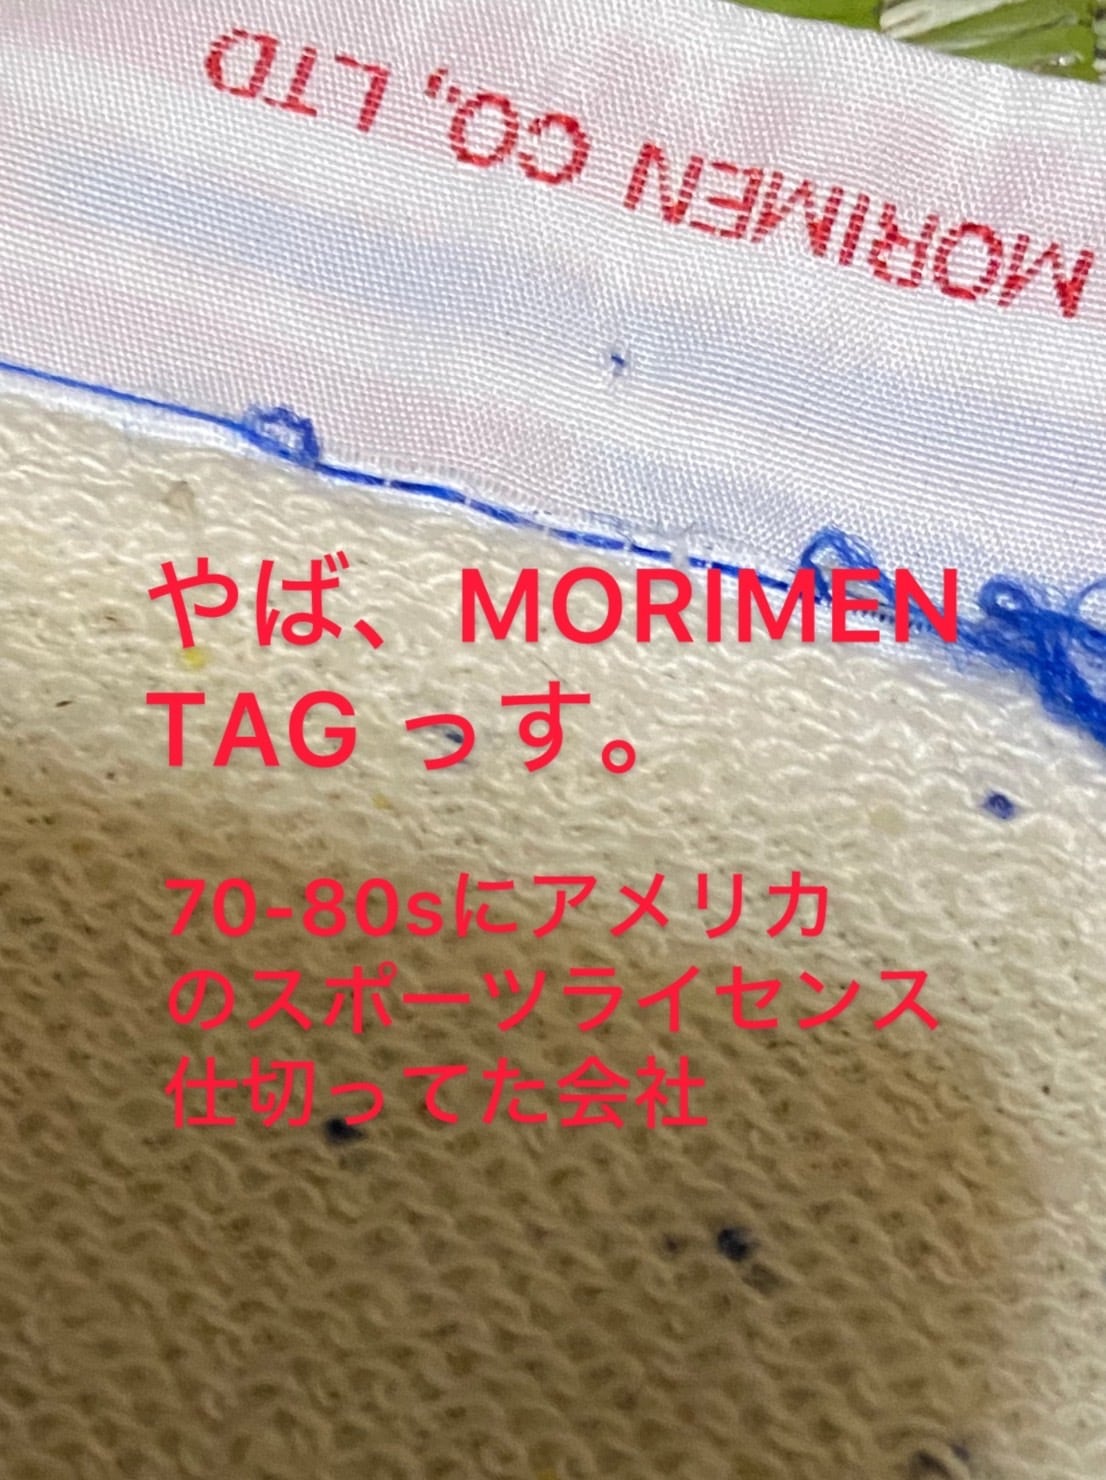 MORIMEN CO., LTD
やば、MORIMEN
TAG っす。
70-80sにアメリカ
のスポーツライセンス
仕切ってた会社